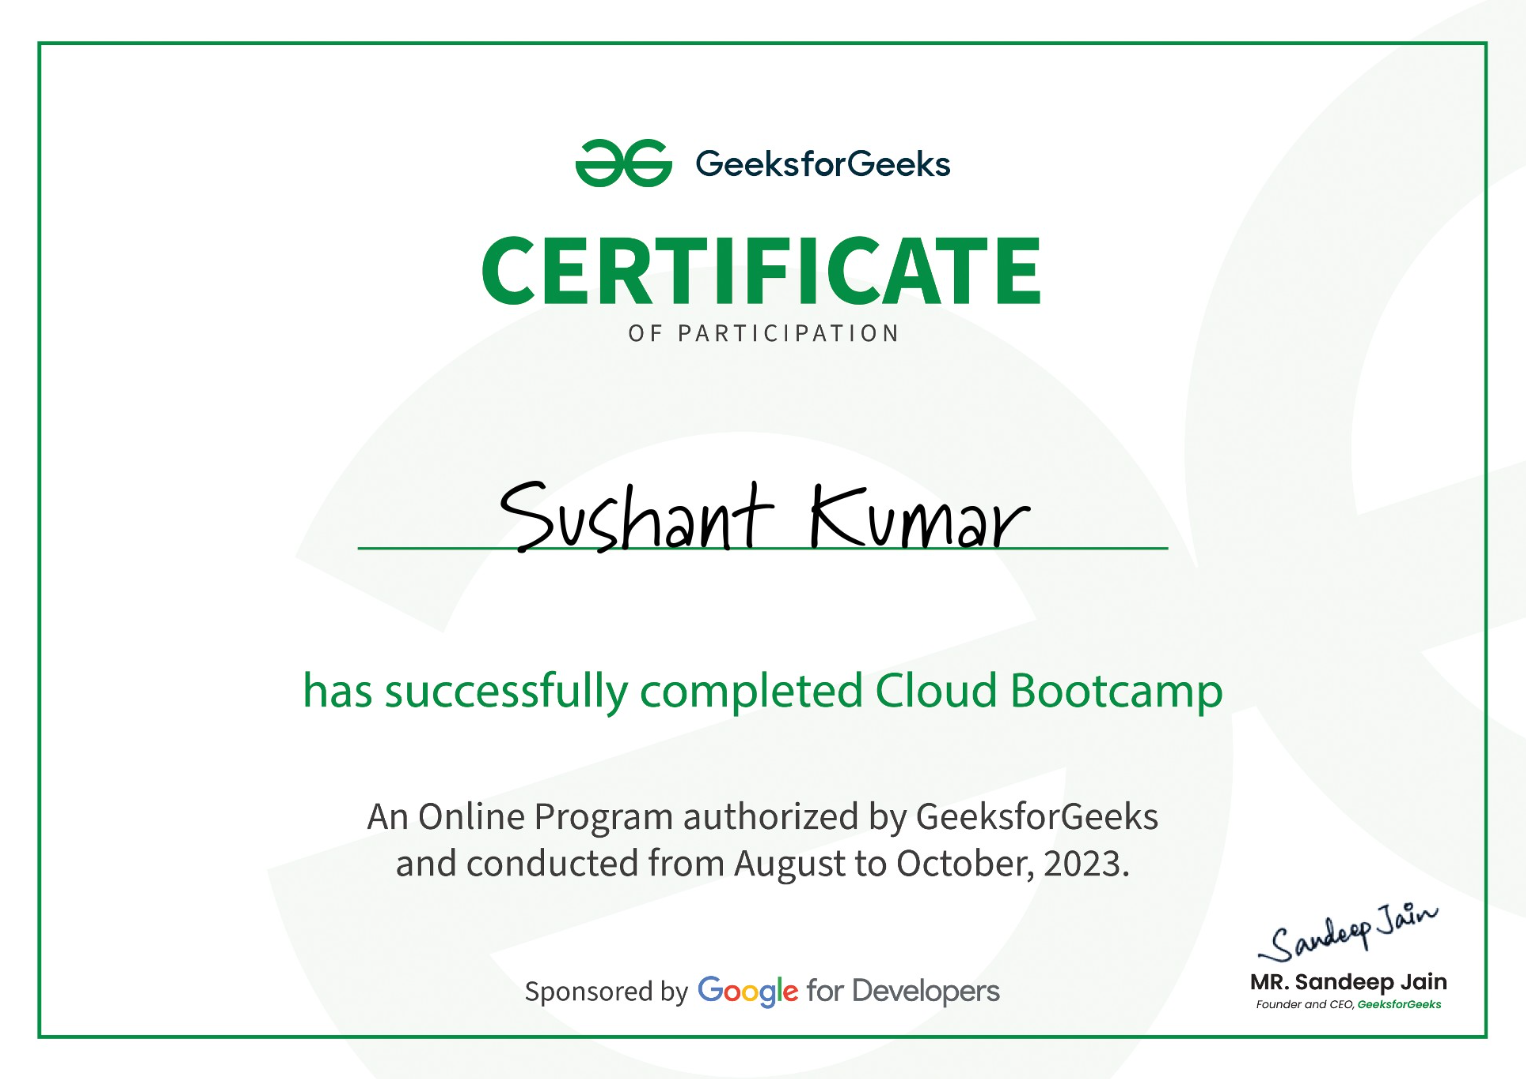 GeeksforGeeks
CERTIFICATE
OF PARTICIPATION
Sushant Kumar
has successfully completed Cloud Bootcamp
An Online Program authorized by GeeksforGeeks
and conducted from August to October, 2023.
Sandeep Jain
Sponsored by Google for Developers
MR. Sandeep Jain
Founder and CEO, GeeksforGeeks